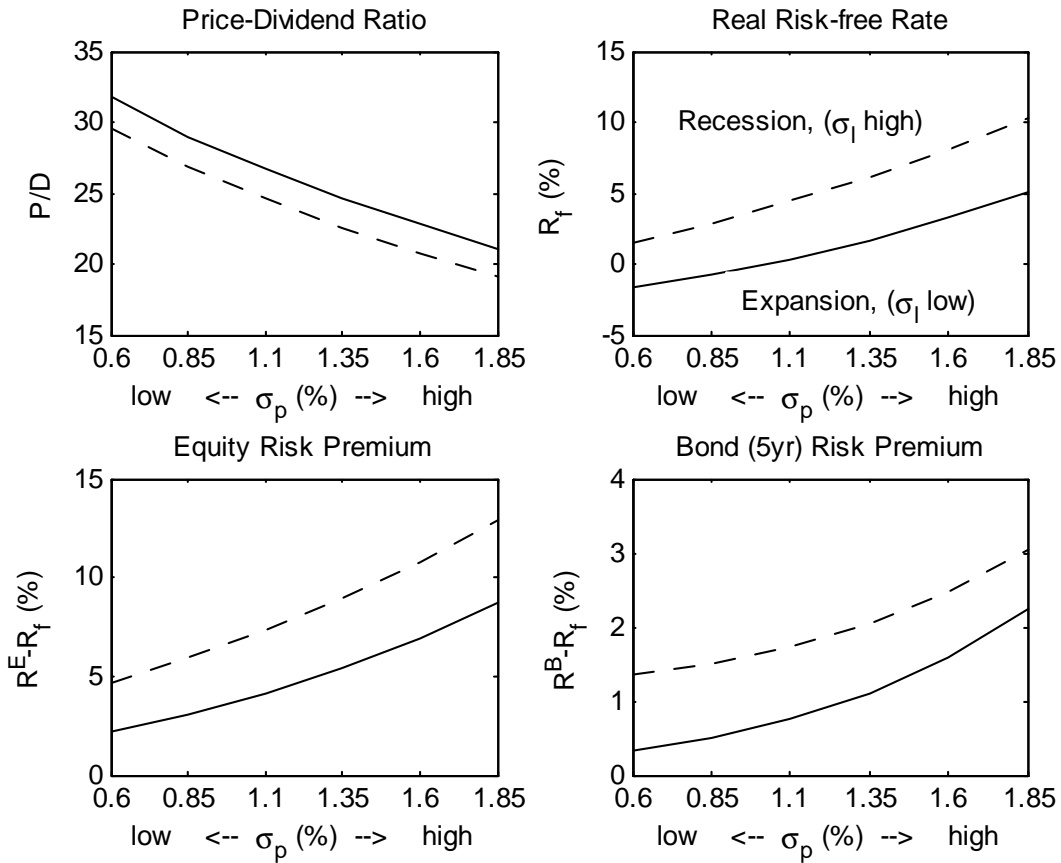 Price-Dividend Ratio
35
30
25
20
15
P/D
0.6 0.85 1.1 1.35 1.6 1.85
low <-- σp (%) --> high
Real Risk-free Rate
15
10
5
0
-5
Rf (%)
Recession, (σI high)
Expansion, (σI low)
0.6 0.85 1.1 1.35 1.6 1.85
low <-- σp (%) --> high
Equity Risk Premium
15
10
5
0
RE-Rf (%)
0.6 0.85 1.1 1.35 1.6 1.85
low <-- σp (%) --> high
Bond (5yr) Risk Premium
4
3
2
1
0
RB-Rf (%)
0.6 0.85 1.1 1.35 1.6 1.85
low <-- σp (%) --> high